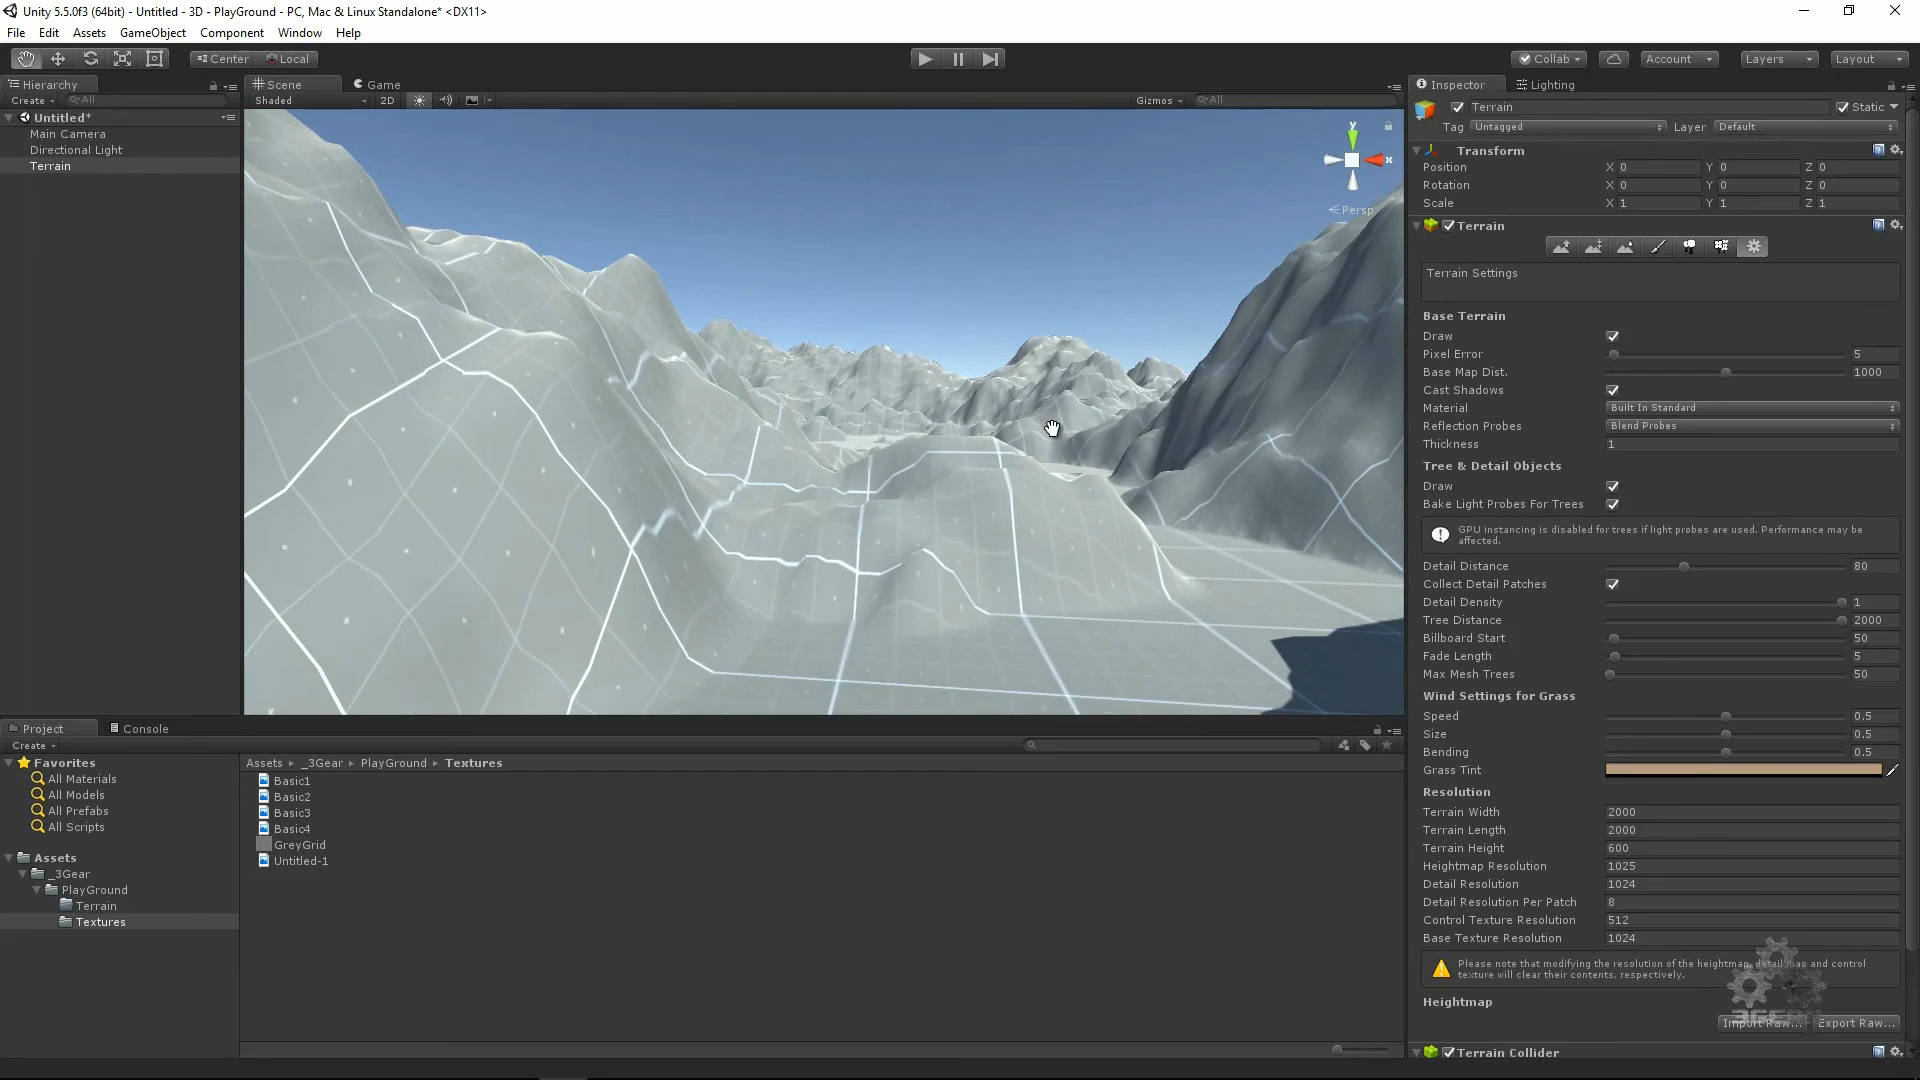 Unity 5.5.0f3 (64bit) - Untitled - 3D - PlayGround - PC, Mac & Linux Standalone* <DX11>
File Edit Assets GameObject Component Window Help
Center Local Collab Account Layers Layout
Hierarchy Scene Game Inspector Lighting
Create All Shaded 2D Gizmos All Terrain Static
Untitled*
Main Camera
Directional Light
Terrain
y
x
Persp
Tag Untagged Layer Default
Transform
Position X 0 Y 0 Z 0
Rotation X 0 Y 0 Z 0
Scale X 1 Y 1 Z 1
Terrain
Terrain Settings
Base Terrain
Draw
Pixel Error 5
Base Map Dist. 1000
Cast Shadows
Material Built In Standard
Reflection Probes Blend Probes
Thickness 1
Tree & Detail Objects
Draw
Bake Light Probes For Trees
GPU instancing is disabled for trees if light probes are used. Performance may be
affected.
Detail Distance 80
Collect Detail Patches
Detail Density 1
Tree Distance 2000
Billboard Start 50
Fade Length 5
Max Mesh Trees 50
Wind Settings for Grass
Speed 0.5
Size 0.5
Bending 0.5
Grass Tint
Resolution
Terrain Width 2000
Terrain Length 2000
Terrain Height 600
Heightmap Resolution 1025
Detail Resolution 1024
Detail Resolution Per Patch 8
Control Texture Resolution 512
Base Texture Resolution 1024
Please note that modifying the resolution of the heightmap, detail map and control
texture will clear their contents, respectively.
Heightmap
Import Raw... Export Raw...
3GEAR
Terrain Collider
Project Console
Create
Favorites
All Materials
All Models
All Prefabs
All Scripts
Assets
_3Gear
PlayGround
Terrain
Textures
Assets ▸ _3Gear ▸ PlayGround ▸ Textures
Basic1
Basic2
Basic3
Basic4
GreyGrid
Untitled-1